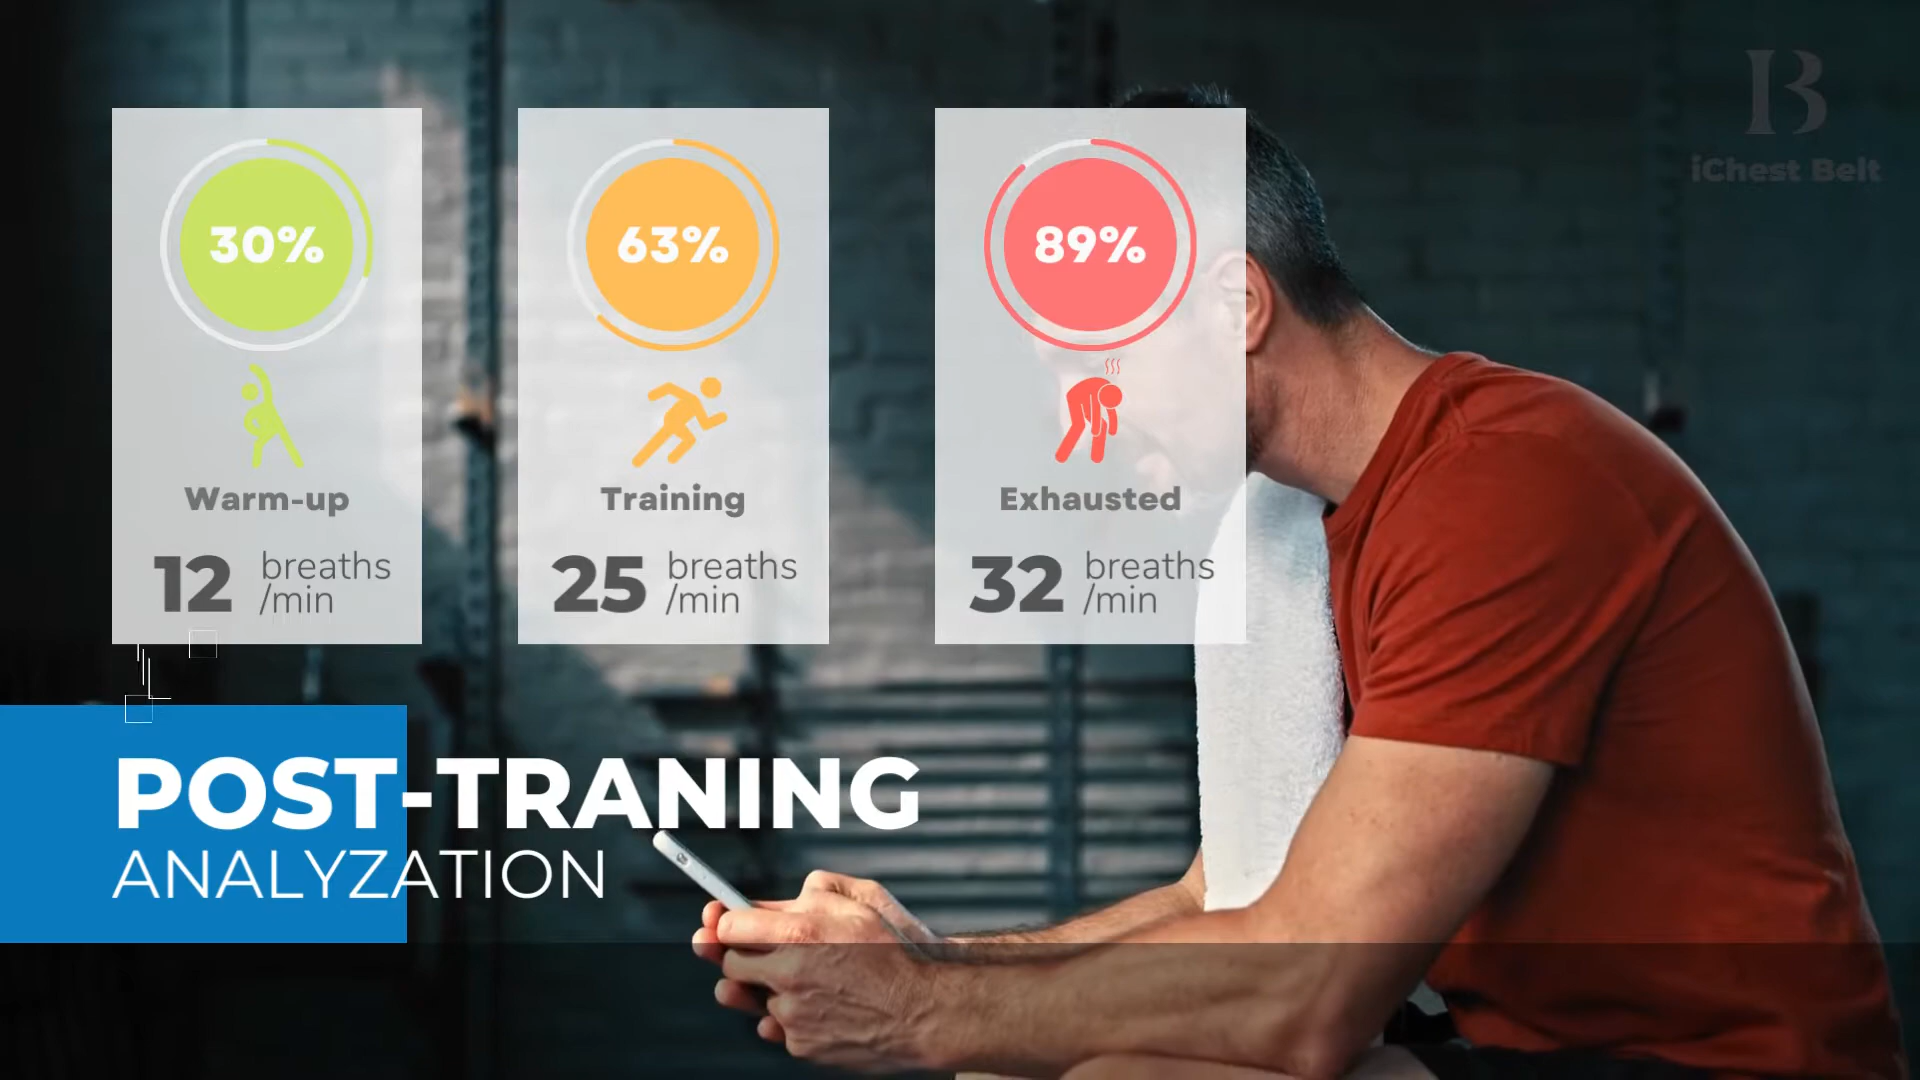 iChest Belt
30%
Warm-up
12 breaths
/min
63%
Training
25 breaths
/min
89%
Exhausted
32 breaths
/min
POST-TRANING
ANALYZATION